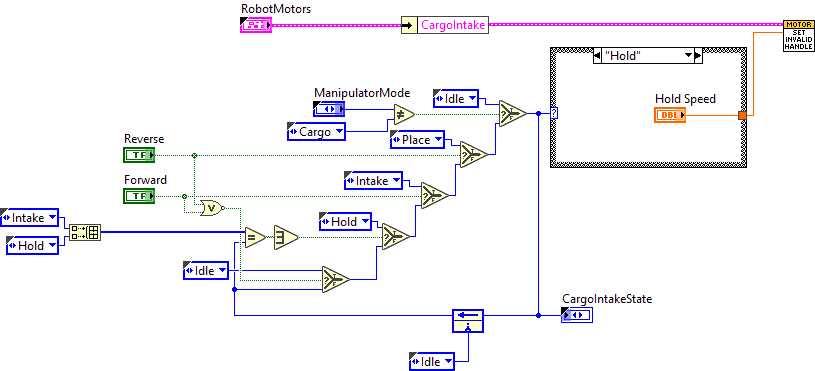 RobotMotors
CargoIntake
MOTOR
SET
INVALID
HANDLE
"Hold"
ManipulatorMode
Idle
Hold Speed
DBL
Cargo
Place
Reverse
TF
Intake
Forward
TF
V
Intake
Hold
Hold
Idle
CargoIntakeState
Idle